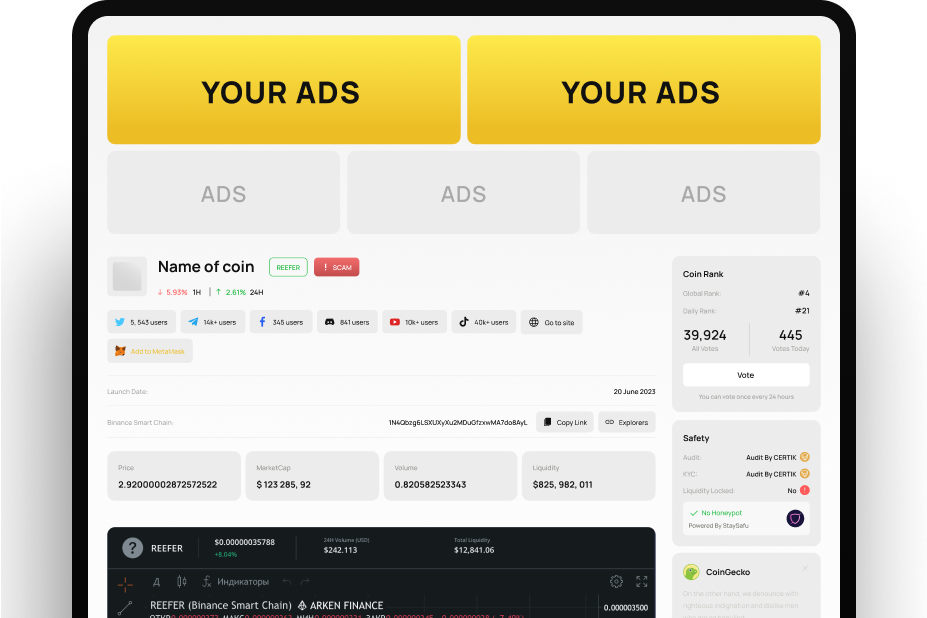 YOUR ADS
YOUR ADS
ADS
ADS
ADS
Name of coin
REEFER
! SCAM
↓ 5.93% 1H | ↑ 2.61% 24H
5, 543 users
14k+ users
345 users
841 users
10k+ users
40k+ users
Go to site
Add to MetaMesk
Launch Date:
20 June 2023
Binance Smart Chain:
1N4Qbzg6LSXUXyXu2MDuGfzxwMA7do8AyL
Copy Link
Explorers
Price
2.92000002872572522
MarketCap
$ 123 285, 92
Volume
0.820582523343
Liquidity
$825, 982, 011
Coin Rank
Global Rank:
#4
Daily Rank:
#21
39,924
All Votes
445
Votes Today
Vote
You can vote once every 24 hours
Safety
Audit:
Audit By CERTIK
KYC:
Audit By CERTIK
Liquidity Locked:
No !
No Honeypot
Powered By StaySafu
CoinGecko
On the other hand, we denounce with
righteous indignation and dislike men
? REEFER
$0.00000035788
+8.04%
24H Volume (USD)
$242.113
Total Liquidity
$12,841.06
Д
Индикаторы
REEFER (Binance Smart Chain) ARKEN FINANCE
0.000003500